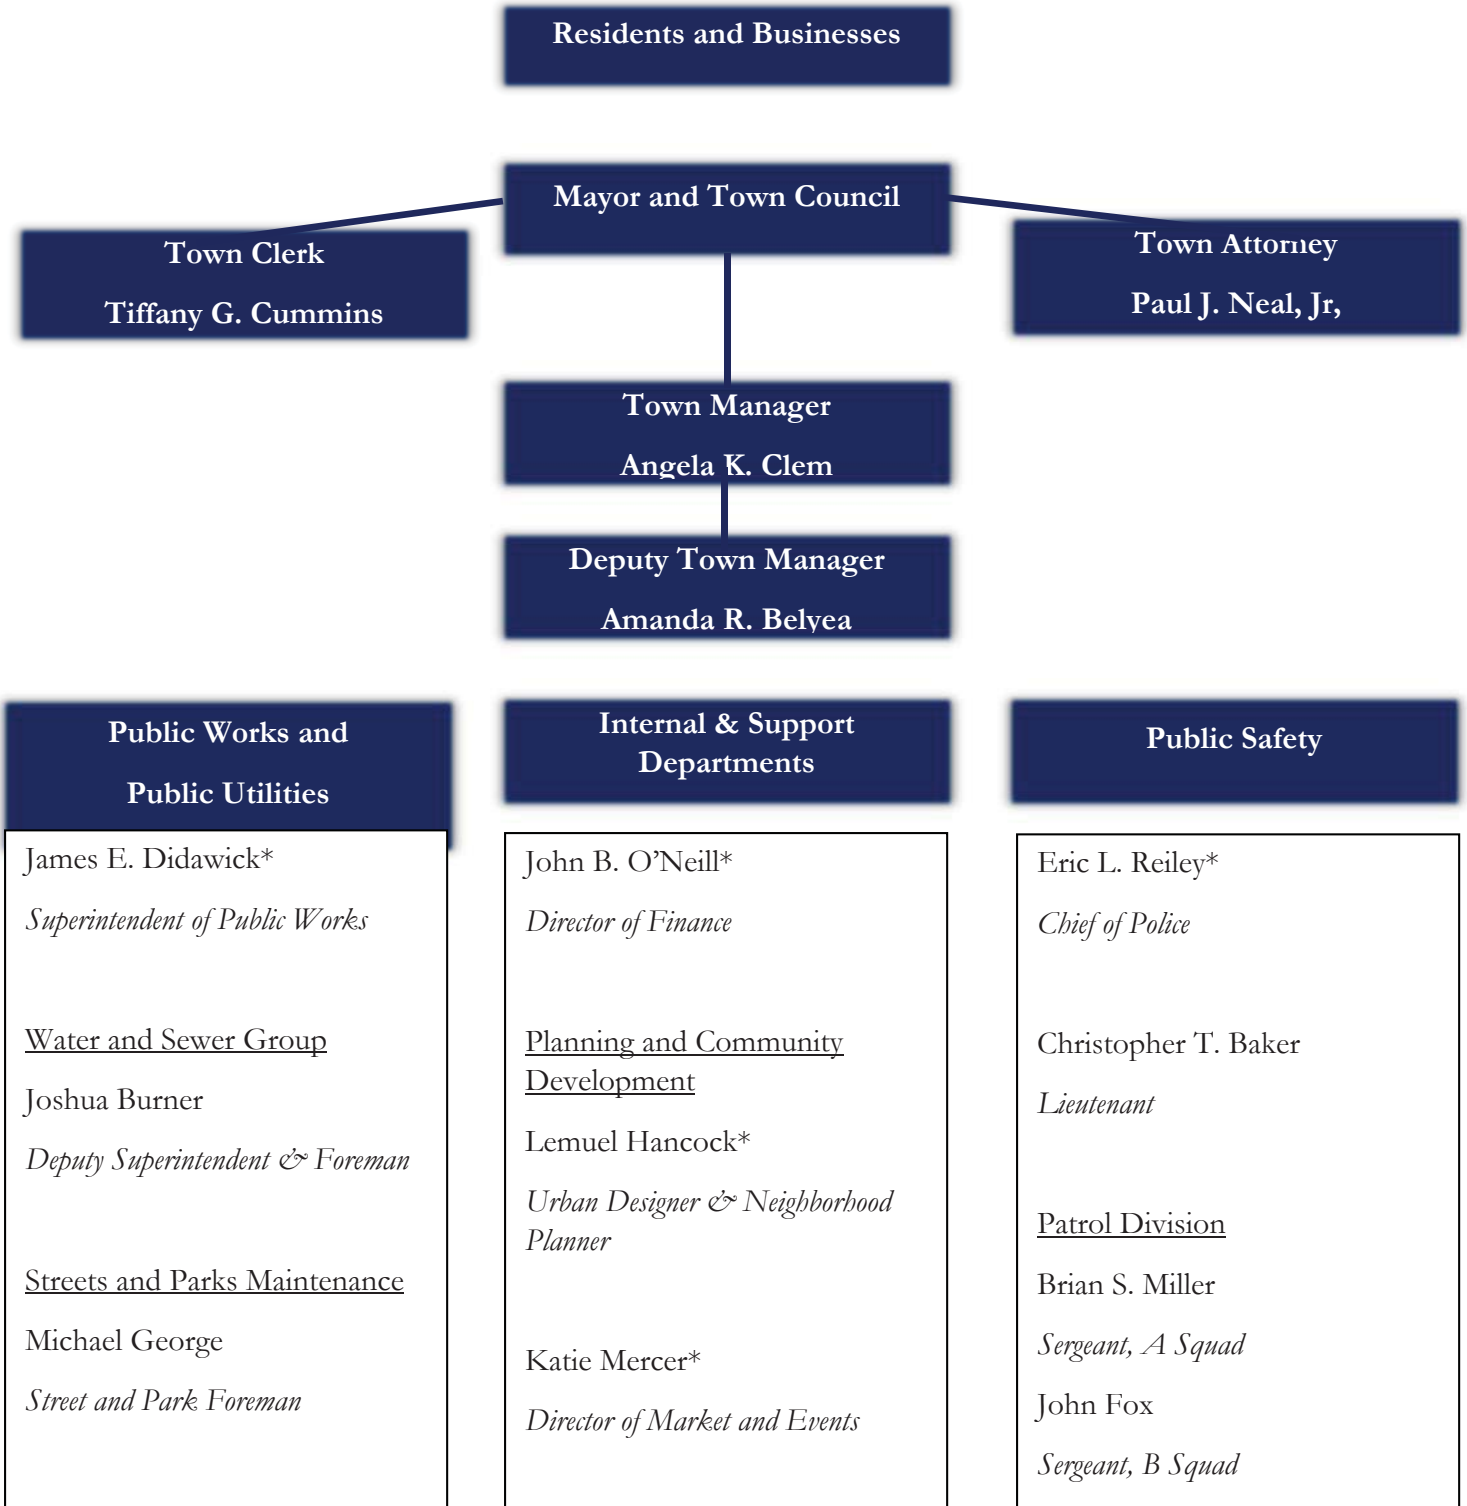 Residents and Businesses
Mayor and Town Council
Town Clerk
Tiffany G. Cummins
Town Attorney
Paul J. Neal, Jr,
Town Manager
Angela K. Clem
Deputy Town Manager
Amanda R. Belyea
Public Works and
Public Utilities
James E. Didawick*
Superintendent of Public Works
Water and Sewer Group
Joshua Burner
Deputy Superintendent & Foreman
Streets and Parks Maintenance
Michael George
Street and Park Foreman
Internal & Support
Departments
John B. O’Neill*
Director of Finance
Planning and Community
Development
Lemuel Hancock*
Urban Designer & Neighborhood
Planner
Katie Mercer*
Director of Market and Events
Public Safety
Eric L. Reiley*
Chief of Police
Christopher T. Baker
Lieutenant
Patrol Division
Brian S. Miller
Sergeant, A Squad
John Fox
Sergeant, B Squad